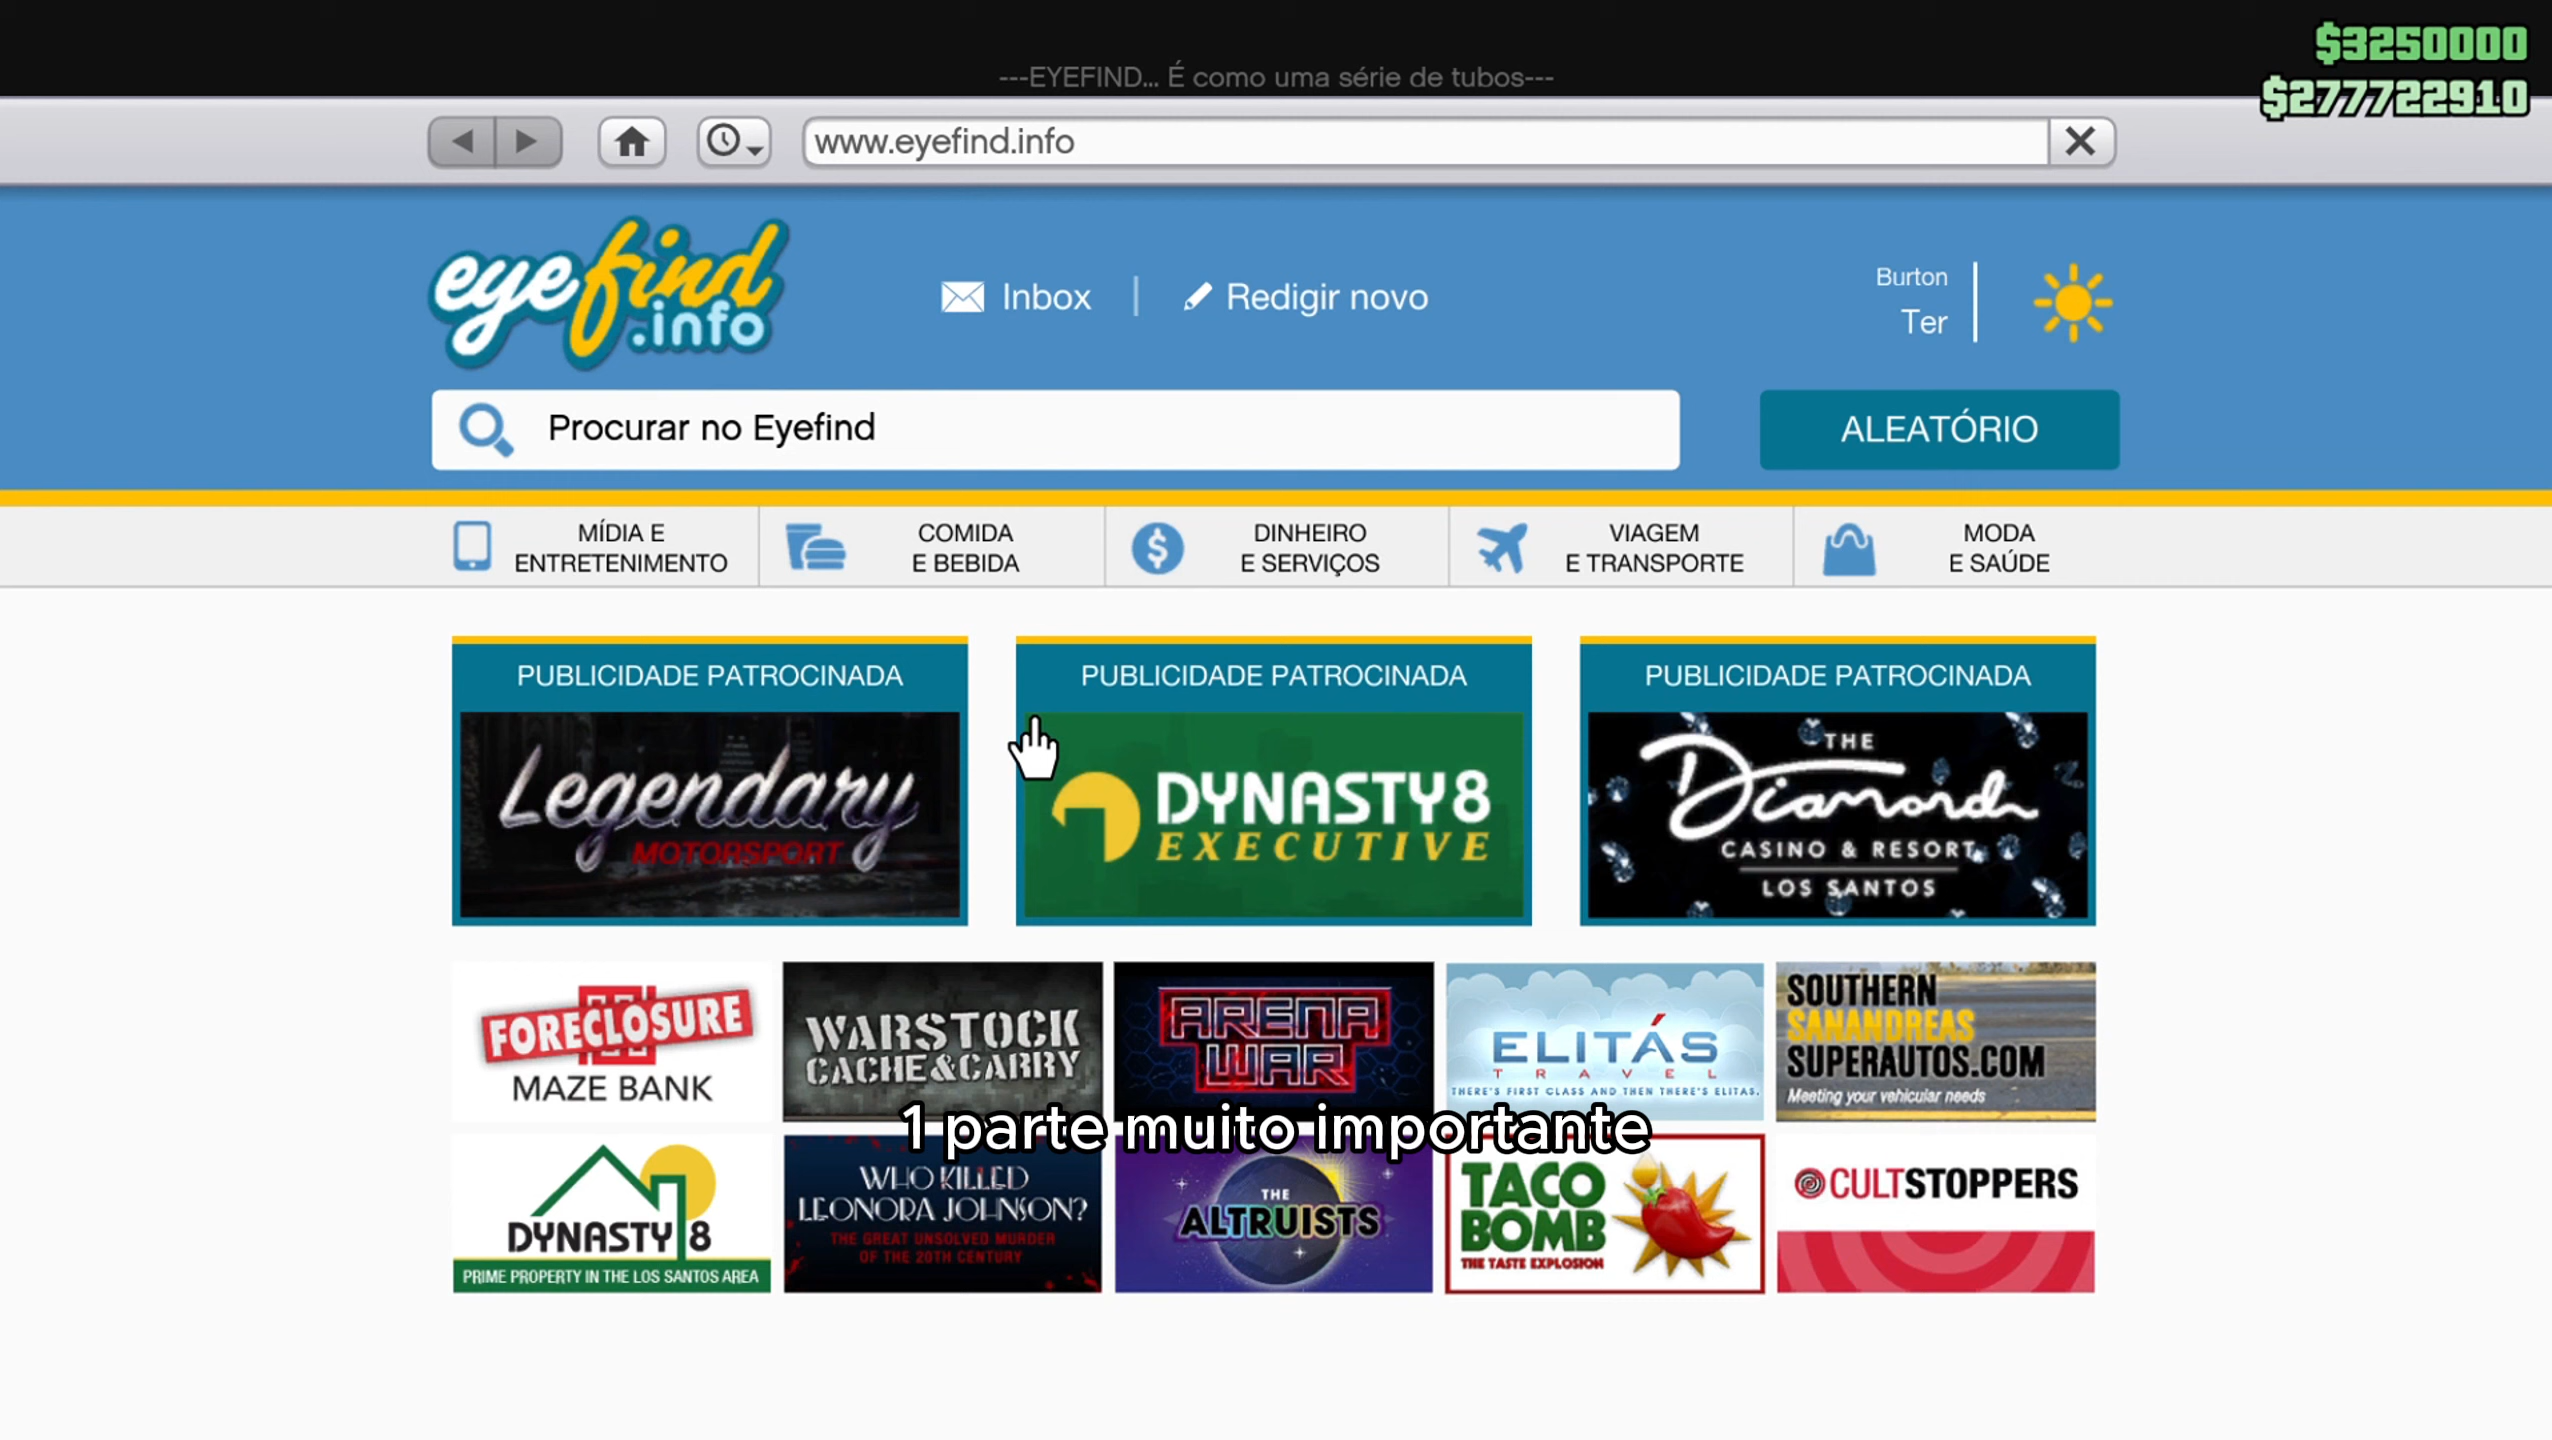 $3250000
---EYEFIND... É como uma série de tubos---
$277722910
www.eyefind.info
eyefind
.info
Inbox
Redigir novo
Burton
Ter
Procurar no Eyefind
ALEATÓRIO
MÍDIA E
ENTRETENIMENTO
COMIDA
E BEBIDA
DINHEIRO
E SERVIÇOS
VIAGEM
E TRANSPORTE
MODA
E SAÚDE
PUBLICIDADE PATROCINADA
Legendary
MOTORSPORT
PUBLICIDADE PATROCINADA
DYNASTY 8
EXECUTIVE
PUBLICIDADE PATROCINADA
THE
Diamond
CASINO & RESORT
LOS SANTOS
FORECLOSURE
MAZE BANK
WARSTOCK
CACHE&CARRY
ARENA
WAR
ELITÁS
TRAVEL
THERE'S FIRST CLASS AND THEN THERE'S ELITAS.
SOUTHERN
SANANDREAS
SUPERAUTOS.COM
Meeting your vehicular needs
1 parte muito importante
DYNASTY 8
PRIME PROPERTY IN THE LOS SANTOS AREA
WHO KILLED
LEONORA JOHNSON?
THE GREAT UNSOLVED MURDER
OF THE 20TH CENTURY
THE
ALTRUISTS
TACO
BOMB
THE TASTE EXPLOSION
CULTSTOPPERS